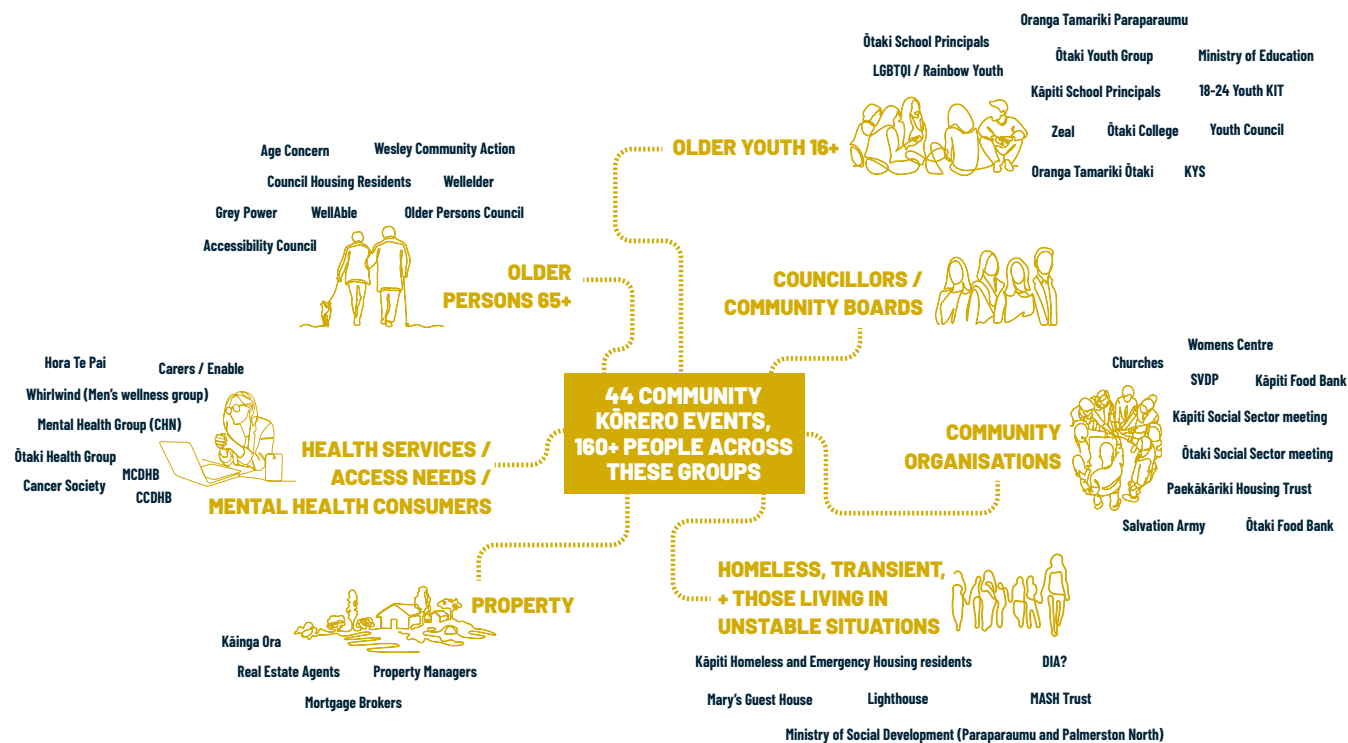 Oranga Tamariki Paraparaumu
Ōtaki School Principals
Ōtaki Youth Group
Ministry of Education
LGBTQI / Rainbow Youth
Kāpiti School Principals
18-24 Youth KIT
Zeal
Ōtaki College
Youth Council
OLDER YOUTH 16+
Oranga Tamariki Ōtaki
KYS
Age Concern
Wesley Community Action
Council Housing Residents
Wellelder
Grey Power
WellAble
Older Persons Council
Accessibility Council
OLDER
PERSONS 65+
COUNCILLORS /
COMMUNITY BOARDS
Hora Te Pai
Carers / Enable
Whirlwind (Men's wellness group)
Mental Health Group (CHN)
Ōtaki Health Group
MCDHB
Cancer Society
CCDHB
HEALTH SERVICES /
ACCESS NEEDS /
MENTAL HEALTH CONSUMERS
44 COMMUNITY
KŌRERO EVENTS,
160+ PEOPLE ACROSS
THESE GROUPS
COMMUNITY
ORGANISATIONS
Womens Centre
Churches
SVDP
Kāpiti Food Bank
Kāpiti Social Sector meeting
Ōtaki Social Sector meeting
Paekākāriki Housing Trust
Salvation Army
Ōtaki Food Bank
PROPERTY
Kāinga Ora
Real Estate Agents
Property Managers
Mortgage Brokers
HOMELESS, TRANSIENT,
+ THOSE LIVING IN
UNSTABLE SITUATIONS
Kāpiti Homeless and Emergency Housing residents
DIA?
Mary's Guest House
Lighthouse
MASH Trust
Ministry of Social Development (Paraparaumu and Palmerston North)